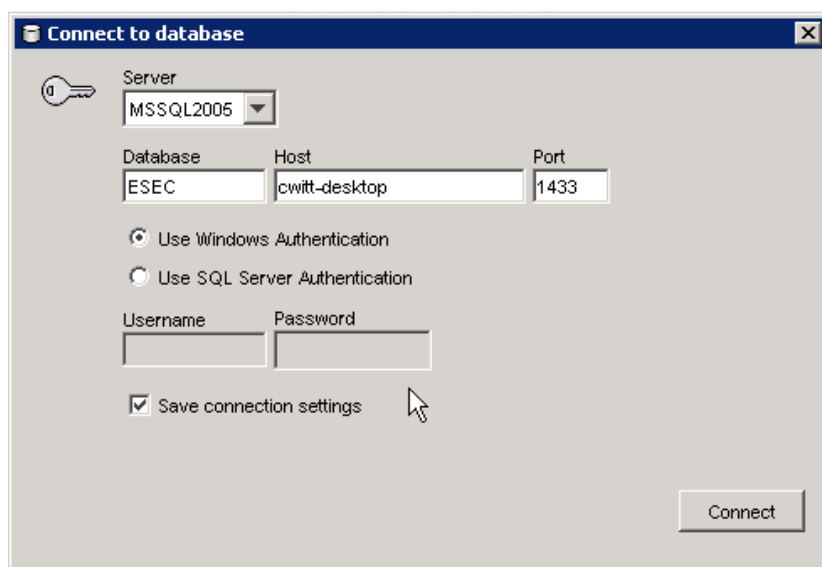 Connect to database
Server
MSSQL2005
Database Host Port
ESEC cwitt-desktop 1433
Use Windows Authentication
Use SQL Server Authentication
Username Password
Save connection settings
Connect